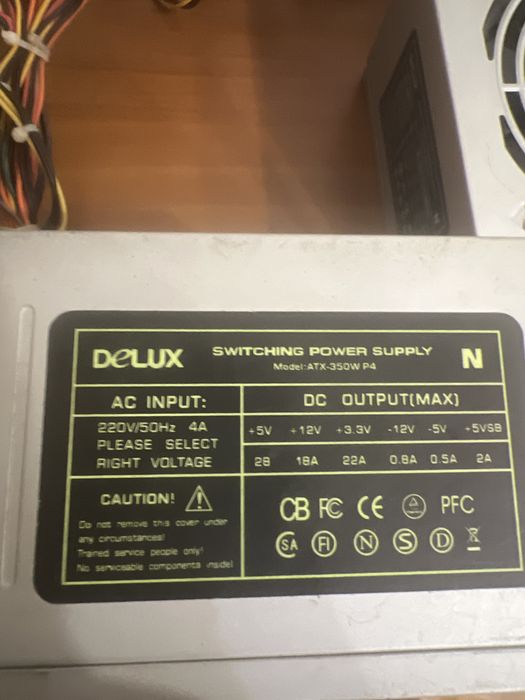 DeLUX
SWITCHING POWER SUPPLY
Model:ATX-350W P4
N
AC INPUT:
220V/50Hz 4A
PLEASE SELECT
RIGHT VOLTAGE
DC OUTPUT(MAX)
+5V +12V +3.3V -12V -5V +5VSB
28 18A 22A 0.8A 0.5A 2A
CAUTION!
Do not remove this cover under
any circumstances!
Trained service people only!
No serviceable components inside!
CB FC CE PFC
SA FI N S D